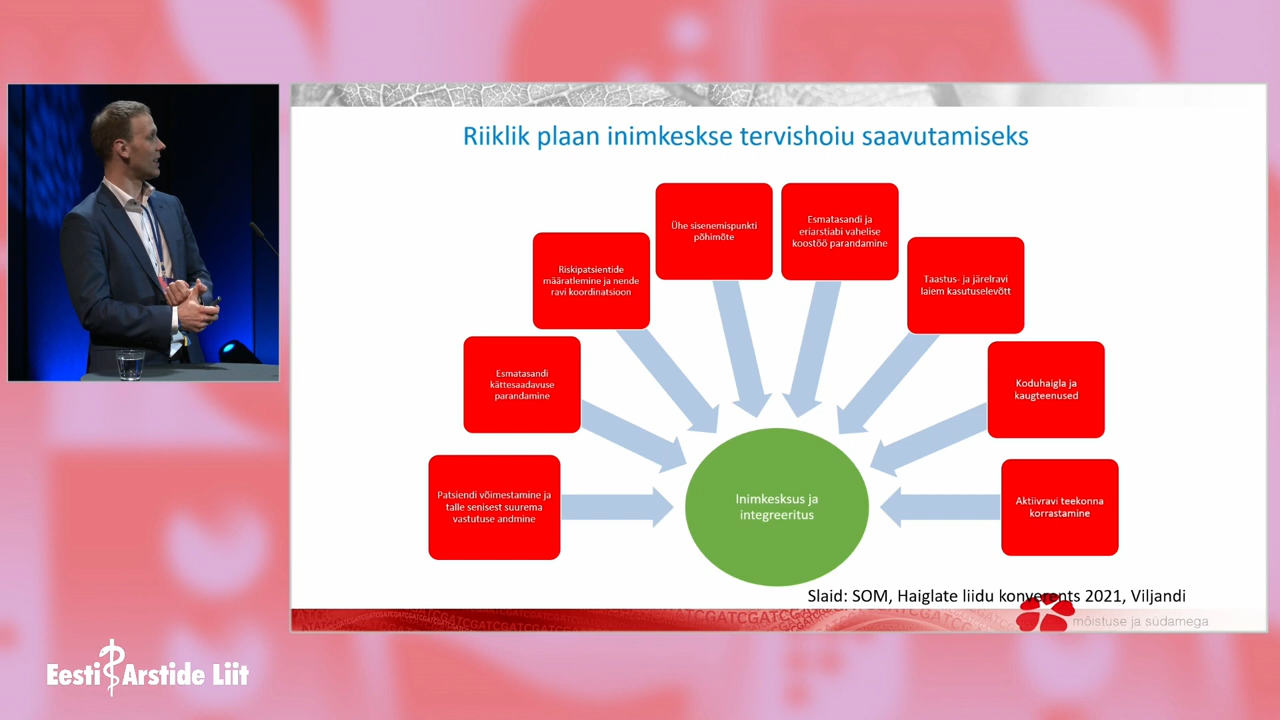 Riiklik plaan inimkeskse tervishoiu saavutamiseks
Ühe sisenemispunkti
põhimõte
Esmatasandi ja
eriarstiabi vahelise
koostöö parandamine
Riskipatsientide
määratlemine ja nende
ravi koordinatsioon
Taastus- ja järelravi
laiem kasutuselevõtt
Esmatasandi
kättesaadavuse
parandamine
Koduhaigla ja
kaugteenused
Patsiendi võimestamine ja
talle senisest suurema
vastutuse andmine
Inimkesksus ja
integreeritus
Aktiivravi teekonna
korrastamine
Slaid: SOM, Haiglate liidu konverents 2021, Viljandi
mõistuse ja südamega
Eesti Arstide Liit